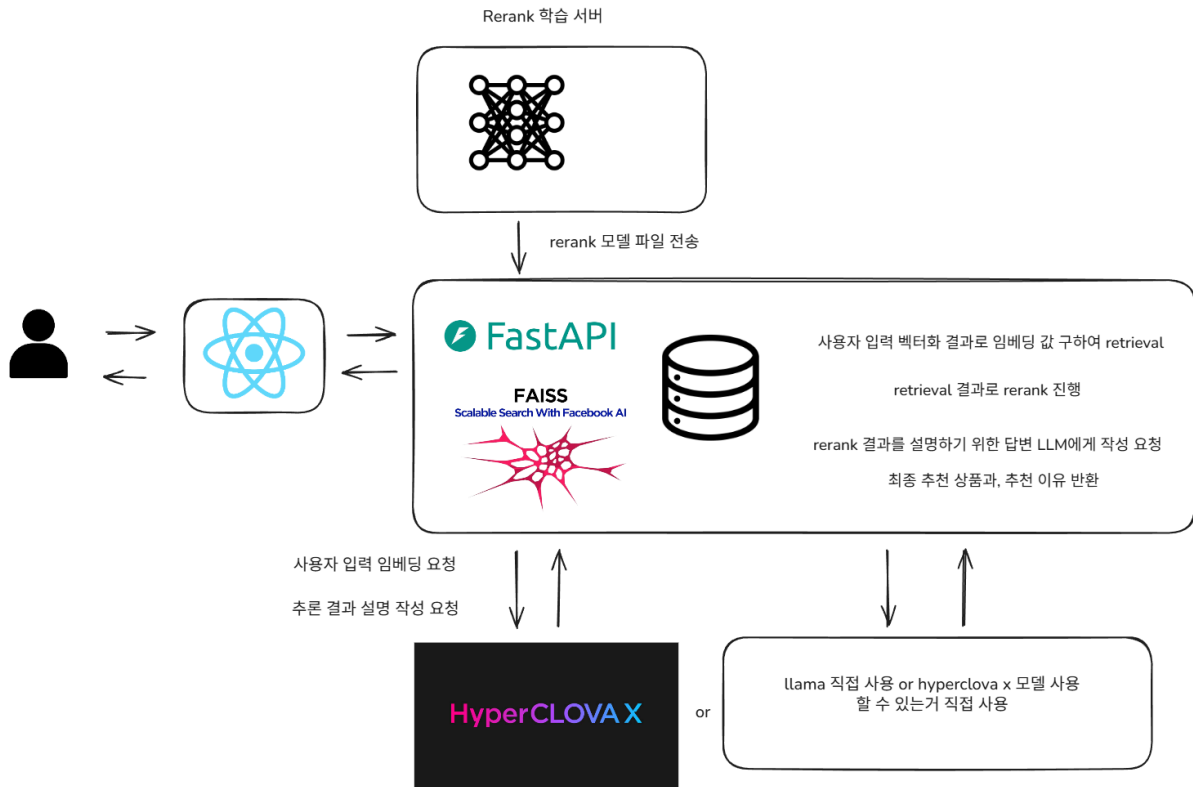 Rerank 학습 서버
rerank 모델 파일 전송
FastAPI
FAISS
Scalable Search With Facebook AI
사용자 입력 벡터화 결과로 임베딩 값 구하여 retrieval
retrieval 결과로 rerank 진행
rerank 결과를 설명하기 위한 답변 LLM에게 작성 요청
최종 추천 상품과, 추천 이유 반환
사용자 입력 임베딩 요청
추론 결과 설명 작성 요청
HyperCLOVA X
or
llama 직접 사용 or hyperclova x 모델 사용
할 수 있는거 직접 사용